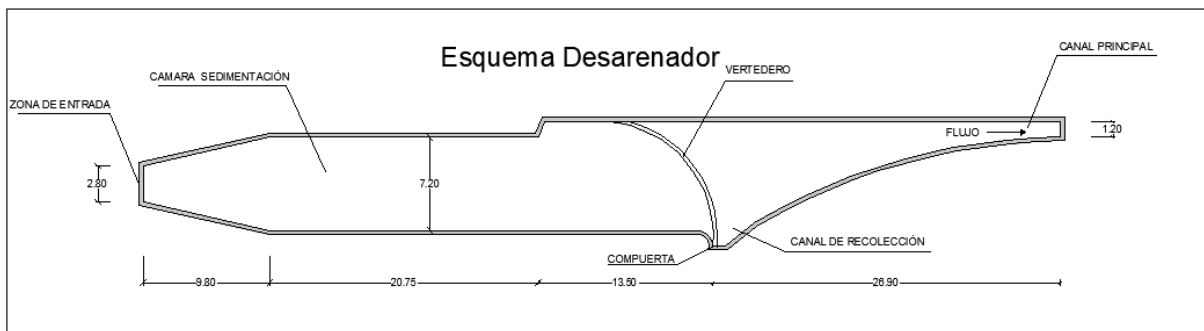 Esquema Desarenador
CANAL PRINCIPAL
VERTEDERO
CAMARA SEDIMENTACIÓN
ZONA DE ENTRADA
FLUJO
1.20
2.80
7.20
CANAL DE RECOLECCIÓN
COMPUERTA
9.80
20.75
13.50
26.90